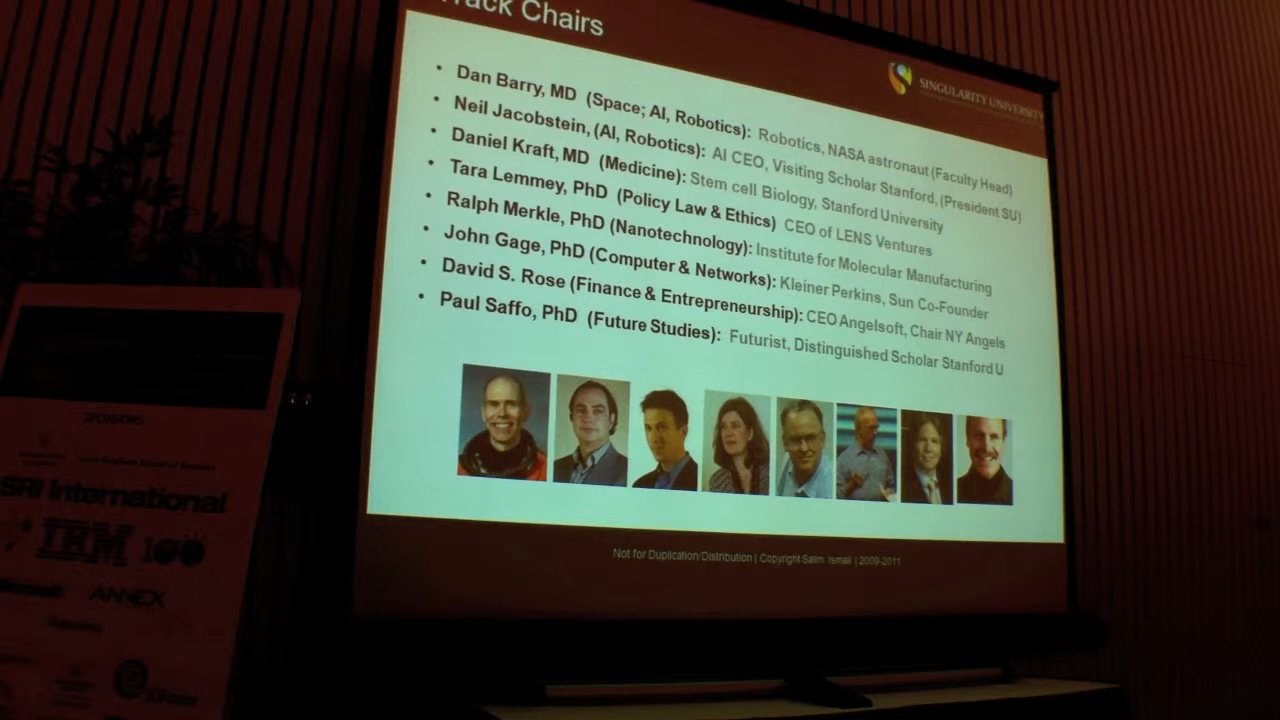 Track Chairs
SINGULARITY UNIVERSITY
• Dan Barry, MD (Space; AI, Robotics): Robotics, NASA astronaut (Faculty Head)
• Neil Jacobstein, (AI, Robotics): AI CEO, Visiting Scholar Stanford, (President SU)
• Daniel Kraft, MD (Medicine): Stem cell Biology, Stanford University
• Tara Lemmey, PhD (Policy Law & Ethics) CEO of LENS Ventures
• Ralph Merkle, PhD (Nanotechnology): Institute for Molecular Manufacturing
• John Gage, PhD (Computer & Networks): Kleiner Perkins, Sun Co-Founder
• David S. Rose (Finance & Entrepreneurship): CEO Angelsoft, Chair NY Angels
• Paul Saffo, PhD (Future Studies): Futurist, Distinguished Scholar Stanford U
Not for Duplication/Distribution | Copyright Salim Ismail | 2009-2011
SPONSORS
SRI International
IBM 100
ANNEX